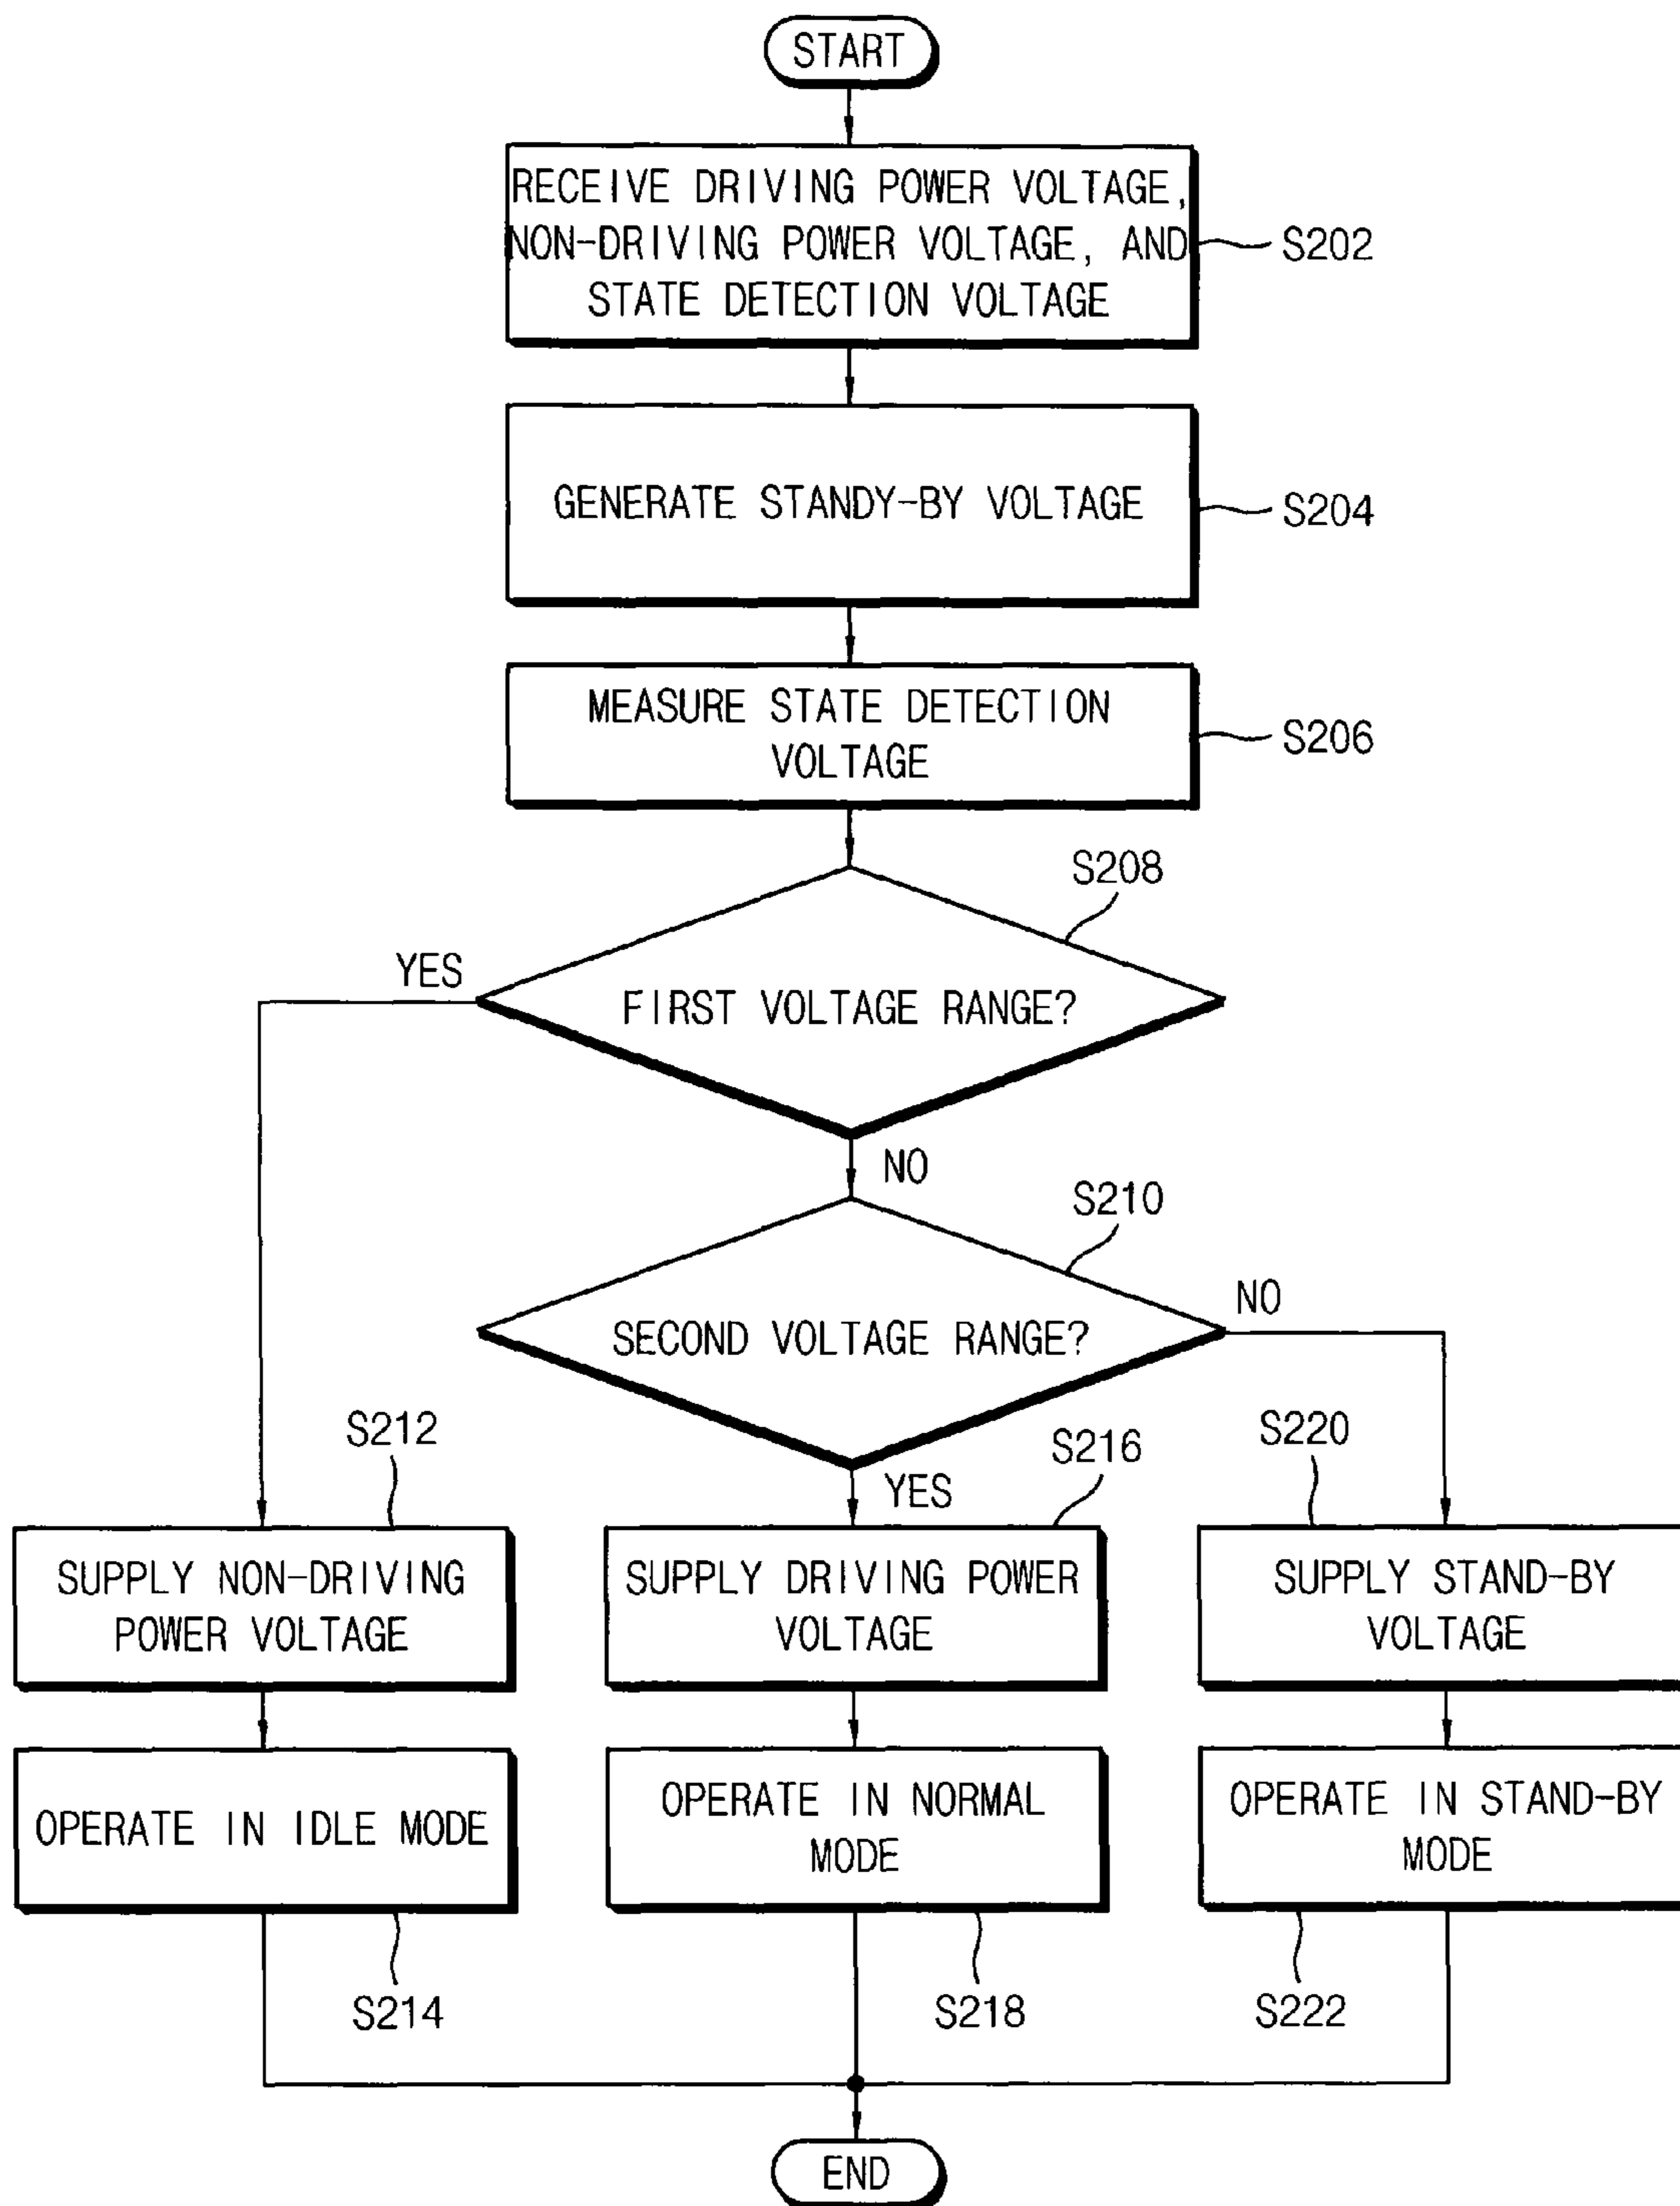 START
RECEIVE DRIVING POWER VOLTAGE,
NON-DRIVING POWER VOLTAGE, AND
STATE DETECTION VOLTAGE
S202
GENERATE STANDY-BY VOLTAGE
S204
MEASURE STATE DETECTION
VOLTAGE
S206
S208
YES
FIRST VOLTAGE RANGE?
NO
S210
NO
SECOND VOLTAGE RANGE?
YES
S212
S216
S220
SUPPLY NON-DRIVING
POWER VOLTAGE
SUPPLY DRIVING POWER
VOLTAGE
SUPPLY STAND-BY
VOLTAGE
OPERATE IN IDLE MODE
OPERATE IN NORMAL
MODE
OPERATE IN STAND-BY
MODE
S214
S218
S222
END